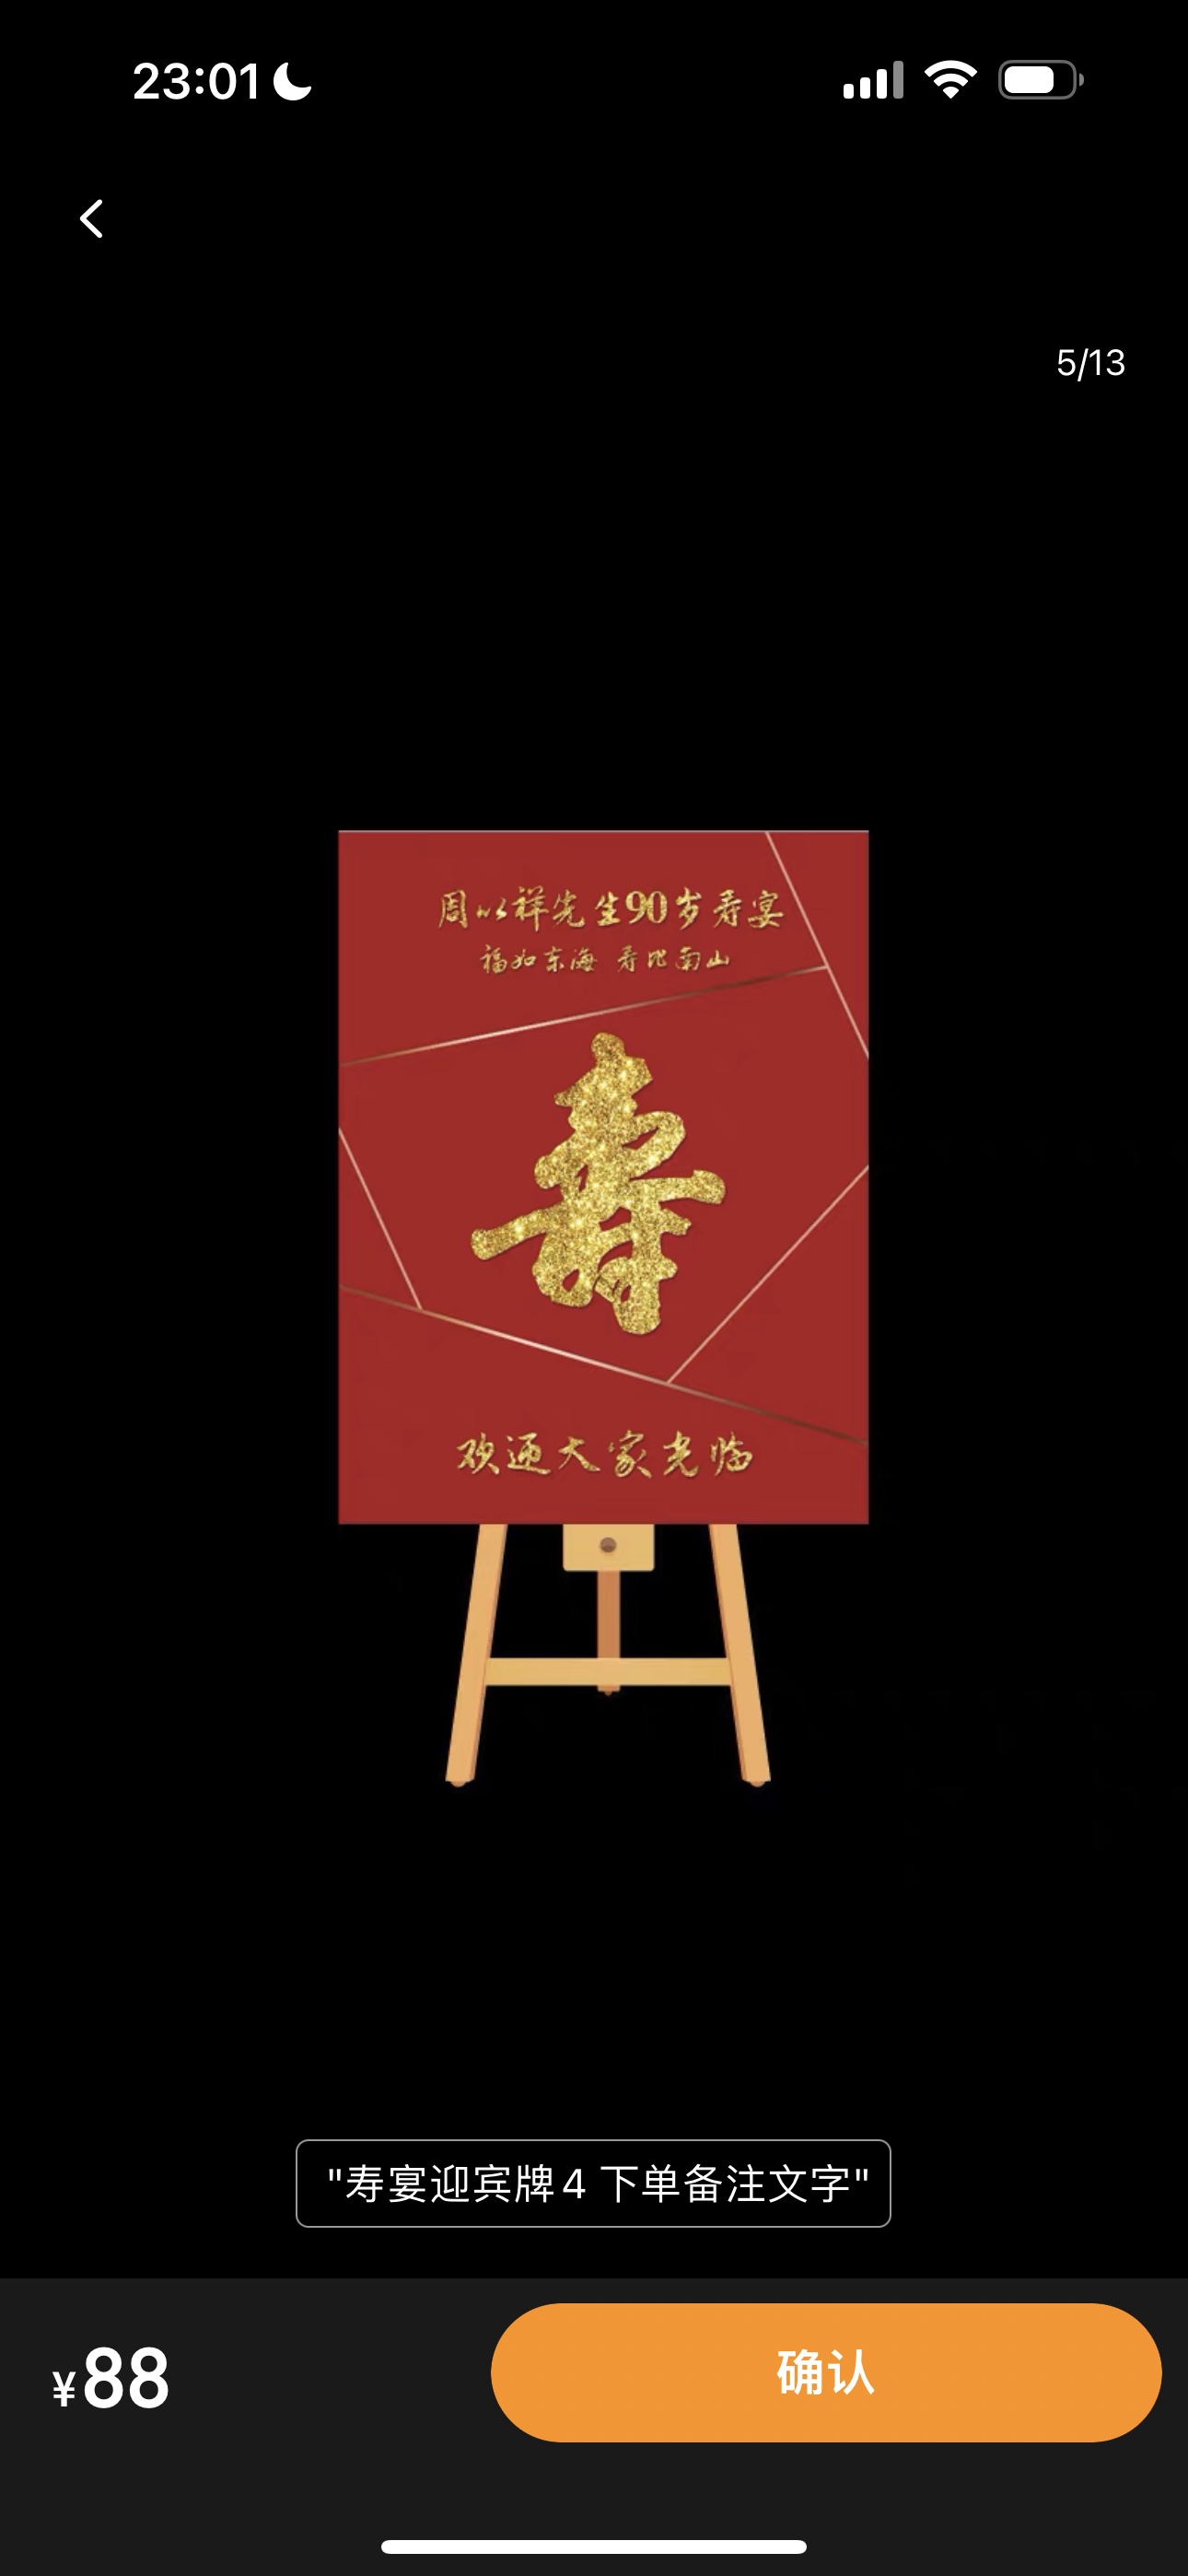 23:01
5/13
周以祥先生90岁寿宴
福如东海 寿比南山
寿
欢迎大家光临
"寿宴迎宾牌4 下单备注文字"
¥88
确认